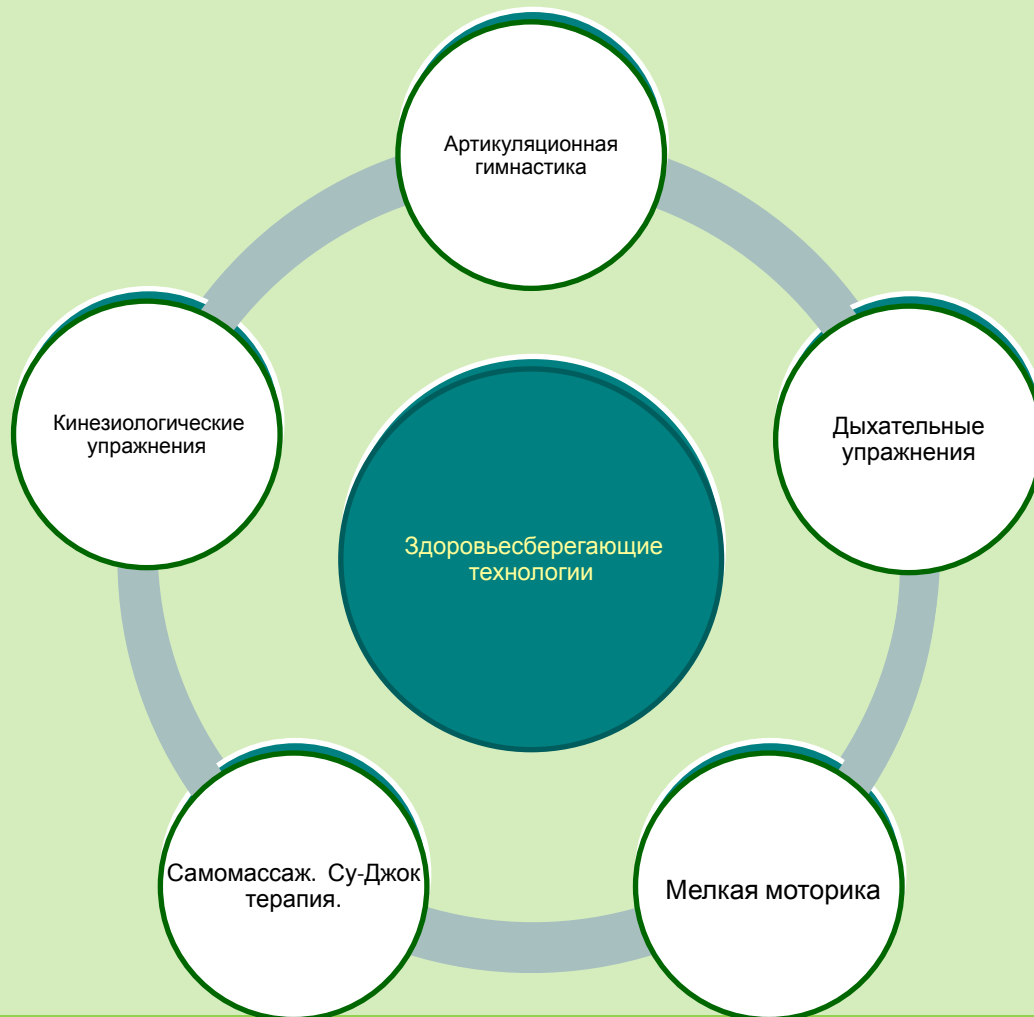 Артикуляционная
гимнастика
Кинезиологические
упражнения
Дыхательные
упражнения
Здоровьесберегающие
технологии
Самомассаж. Су-Джок
терапия.
Мелкая моторика